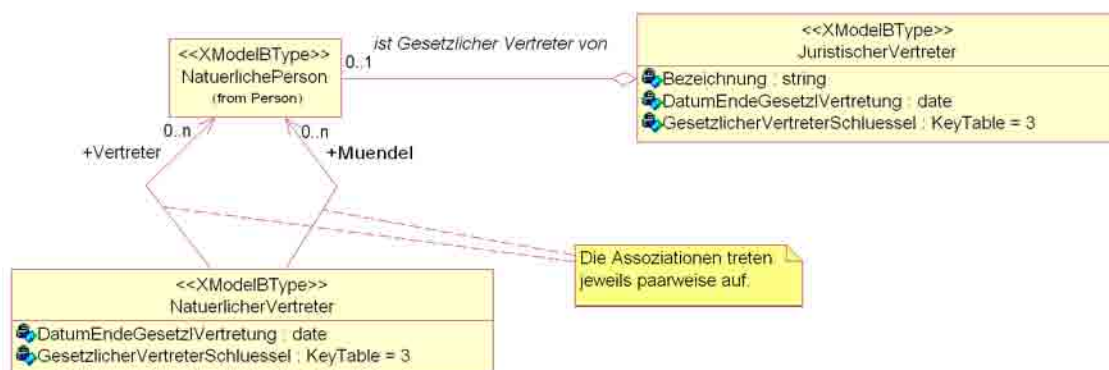 <<XModelBType>>
NatuerlichePerson
(from Person)
ist Gesetzlicher Vertreter von
0..1
<<XModelBType>>
JuristischerVertreter
Bezeichnung : string
DatumEndeGesetzlVertretung : date
GesetzlicherVertreterSchluessel : KeyTable = 3
0..n
0..n
+Vertreter
+Muendel
Die Assoziationen treten
jeweils paarweise auf.
<<XModelBType>>
NatuerlicherVertreter
DatumEndeGesetzlVertretung : date
GesetzlicherVertreterSchluessel : KeyTable = 3